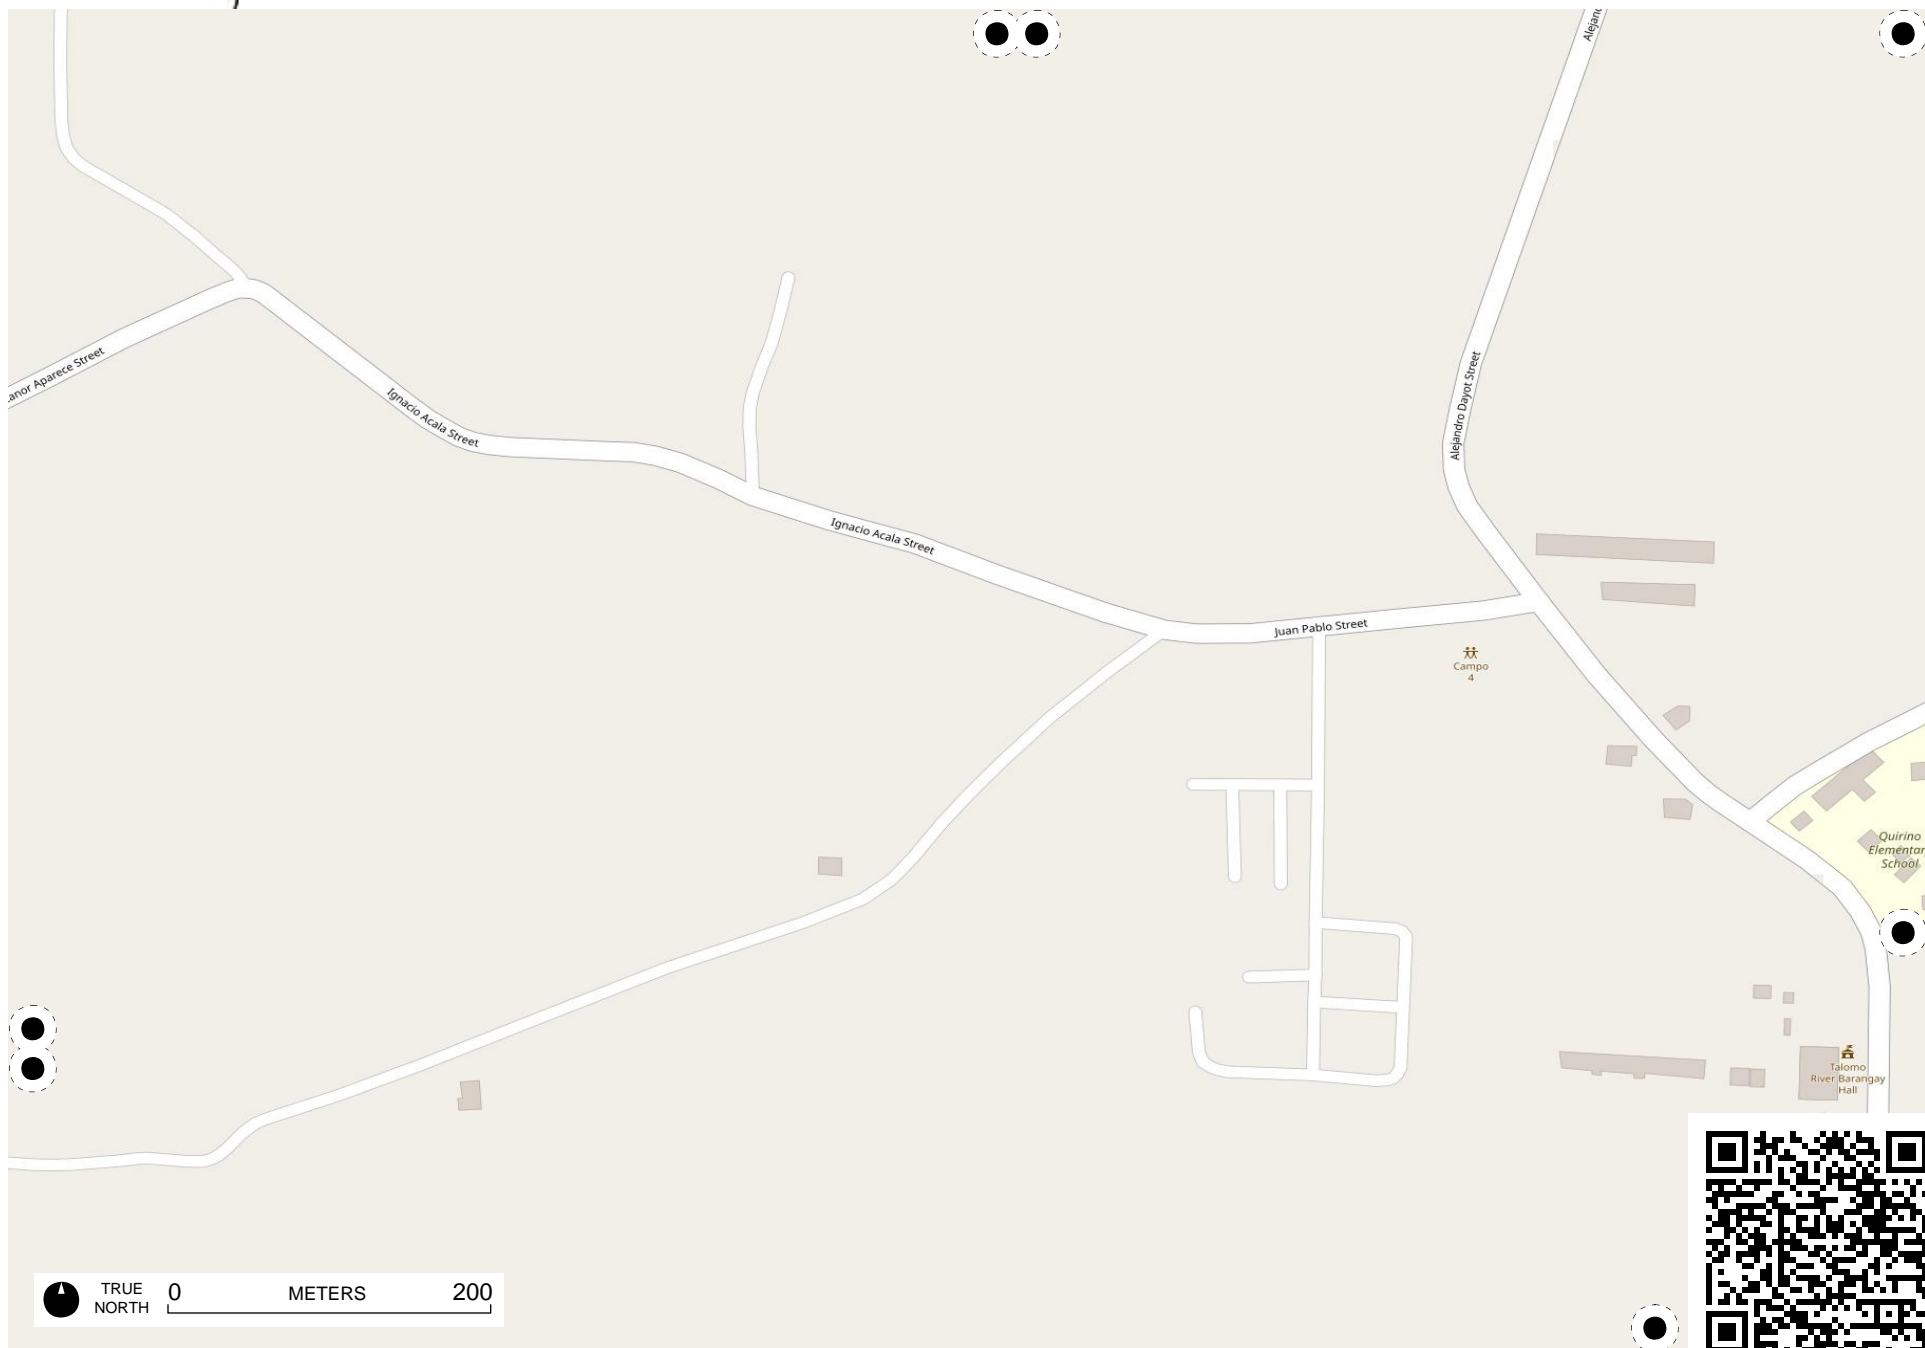 Alejandro Dayot Street
anor Aparece Street
Ignacio Acala Street
Ignacio Acala Street
Juan Pablo Street
Campo
4
Quirino
Elementar
School
Talomo
River Barangay
Hall
TRUE
NORTH
0 METERS 200